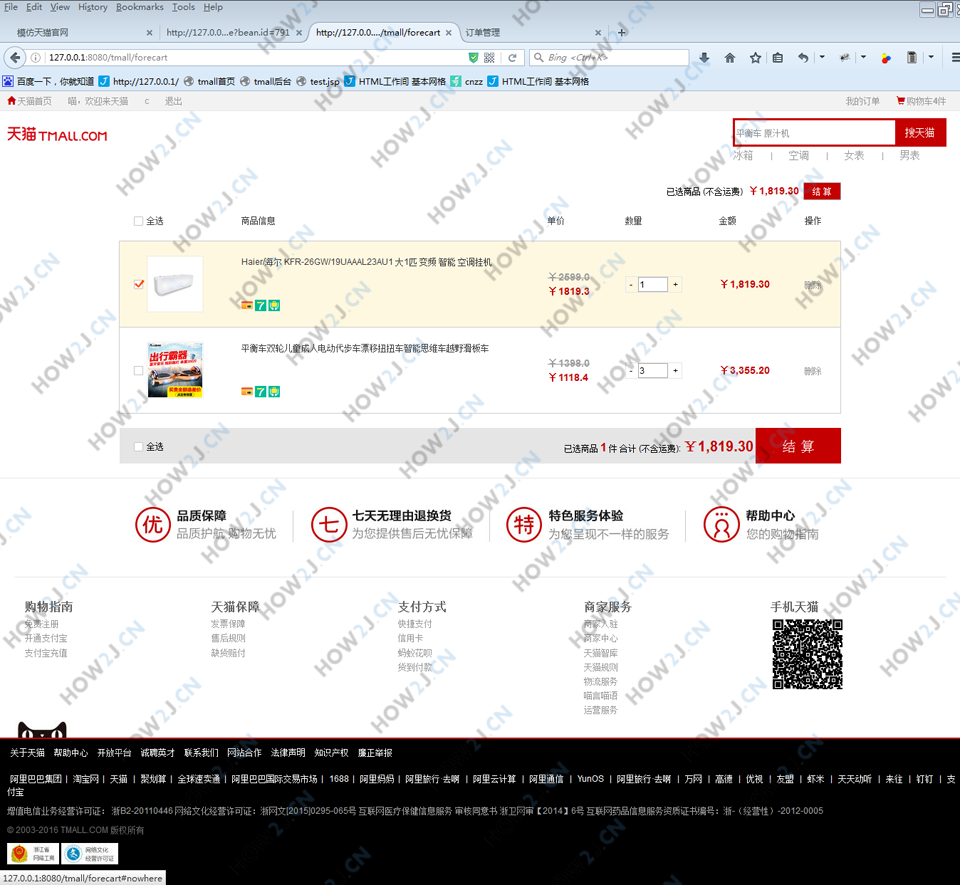 File Edit View History Bookmarks Tools Help
模仿天猫官网 × http://127.0.0...e?bean.id=791 × http://127.0.0..../tmall/forecart × 订单管理 × +
127.0.0.1:8080/tmall/forecart Bing <Ctrl+K>
百度一下，你就知道 http://127.0.0.1/ tmall首页 tmall后台 test.jsp HTML工作间 基本网格 cnzz HTML工作间 基本网格
天猫首页 喵，欢迎来天猫 c 退出 我的订单 购物车4件
天猫 TMALL.COM 平衡车 原汁机 搜天猫
冰箱 | 空调 | 女表 | 男表
已选商品 (不含运费) ￥1,819.30 结 算
全选 商品信息 单价 数量 金额 操作
Haier/海尔 KFR-26GW/19UAAAL23AU1 大1匹 变频 智能 空调挂机
￥2599.0
￥1819.3 - 1 + ￥1,819.30 删除
7
出行霸器
平衡车双轮儿童成人电动代步车漂移扭扭车智能思维车越野滑板车
￥1398.0
￥1118.4 - 3 + ￥3,355.20 删除
7
全选 已选商品 1 件 合计 (不含运费): ￥1,819.30 结 算
优 品质保障 七 七天无理由退换货 特 特色服务体验 帮助中心
品质护航 购物无忧 为您提供售后无忧保障 为您呈现不一样的服务 您的购物指南
购物指南 天猫保障 支付方式 商家服务 手机天猫
免费注册 发票保障 快捷支付 商家入驻
开通支付宝 售后规则 信用卡 商家中心
支付宝充值 缺货赔付 蚂蚁花呗 天猫智库
货到付款 天猫规则
物流服务
喵言喵语
运营服务
关于天猫 帮助中心 开放平台 诚聘英才 联系我们 网站合作 法律声明 知识产权 廉正举报
阿里巴巴集团 | 淘宝网 | 天猫 | 聚划算 | 全球速卖通 | 阿里巴巴国际交易市场 | 1688 | 阿里妈妈 | 阿里旅行·去啊 | 阿里云计算 | 阿里通信 | YunOS | 阿里旅行·去啊 | 万网 | 高德 | 优视 | 友盟 | 虾米 | 天天动听 | 来往 | 钉钉 | 支
付宝
增值电信业务经营许可证： 浙B2-20110446 网络文化经营许可证：浙网文[2015]0295-065号 互联网医疗保健信息服务 审核同意书 浙卫网审【2014】6号 互联网药品信息服务资质证书编号：浙-（经营性）-2012-0005
© 2003-2016 TMALL.COM 版权所有
浙江省 网络工商 网络文化 经营许可证
127.0.0.1:8080/tmall/forecart#nowhere
HOW2J.CN